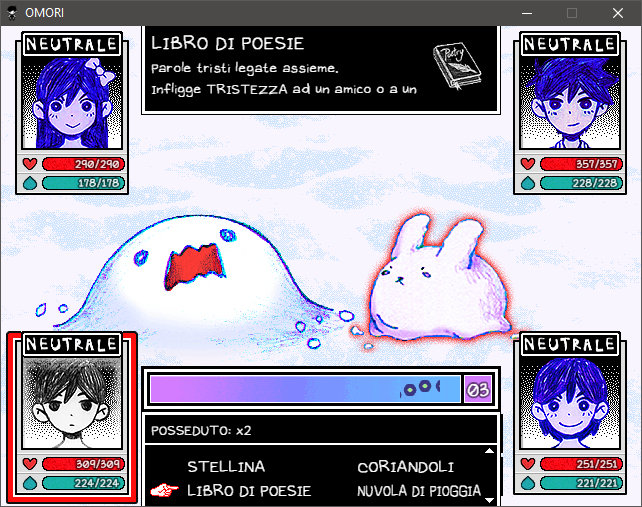 OMORI
NEUTRALE
290/290
178/178
LIBRO DI POESIE
Parole tristi legate assieme.
Infligge TRISTEZZA ad un amico o a un
Poetry
NEUTRALE
357/357
228/228
NEUTRALE
309/309
224/224
03
POSSEDUTO: x2
STELLINA
CORIANDOLI
LIBRO DI POESIE
NUVOLA DI PIOGGIA
NEUTRALE
251/251
221/221